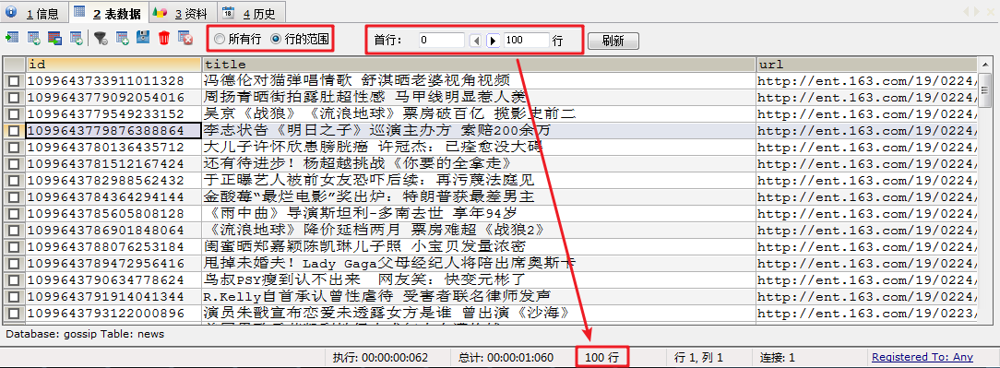 1 信息 2 表数据 3 资料 4 历史
所有行 行的范围 首行: 0 100 行 刷新
id title url
1099643733911011328 冯德伦对猫弹唱情歌 舒淇晒老婆视角视频 http://ent.163.com/19/0224/
1099643779092054016 周扬青晒街拍露肚超性感 马甲线明显惹人羡 http://ent.163.com/19/0224/
1099643779549233152 吴京《战狼》《流浪地球》票房破百亿 揽影史前二 http://ent.163.com/19/0224/
1099643779876388864 李志状告《明日之子》巡演主办方 索赔200余万 http://ent.163.com/19/0224/
1099643780136435712 大儿子许怀欣患膀胱癌 许冠杰: 已痊愈没大碍 http://ent.163.com/19/0224/
1099643781512167424 还有待进步! 杨超越挑战《你要的全拿走》 http://ent.163.com/19/0224/
1099643782988562432 于正曝艺人被前女友恐吓后续: 再污蔑法庭见 http://ent.163.com/19/0224/
1099643784364294144 金酸莓“最烂电影”奖出炉: 特朗普获最差男主 http://ent.163.com/19/0224/
1099643785605808128 《雨中曲》导演斯坦利-多南去世 享年94岁 http://ent.163.com/19/0224/
1099643786901848064 《流浪地球》降价延档两月 票房难超《战狼2》 http://ent.163.com/19/0224/
1099643788076253184 闺蜜晒郑嘉颖陈凯琳儿子照 小宝贝发量浓密 http://ent.163.com/19/0224/
1099643789472956416 甩掉未婚夫! Lady Gaga父母经纪人将陪出席奥斯卡 http://ent.163.com/19/0224/
1099643790634778624 鸟叔PSY瘦到认不出来 网友笑: 快变元彬了 http://ent.163.com/19/0224/
1099643791914041344 R.Kelly自首承认曾性虐待 受害者联名律师发声 http://ent.163.com/19/0224/
1099643793122000896 演员朱戬宣布恋爱未透露女方是谁 曾出演《沙海》 http://ent.163.com/19/0223/
Database: gossip Table: news
执行: 00:00:00:062 总计: 00:00:01:060 100 行 行 1, 列 1 连接: 1 Registered To: Any